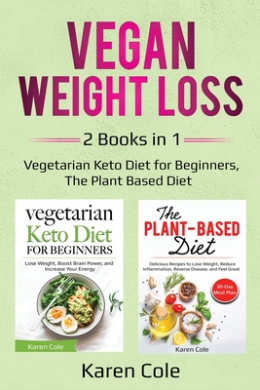 VEGAN
WEIGHT LOSS
2 Books in 1
Vegetarian Keto Diet for Beginners,
The Plant Based Diet
vegetarian
Keto Diet
FOR BEGINNERS
Lose Weight, Boost Brain Power, and
Increase Your Energy
Karen Cole
The
PLANT-BASED
Diet
Delicious Recipes to Lose Weight, Reduce
Inflammation, Reverse Disease, and Feel Great
30-Day
Meal Plan
Karen Cole
Karen Cole